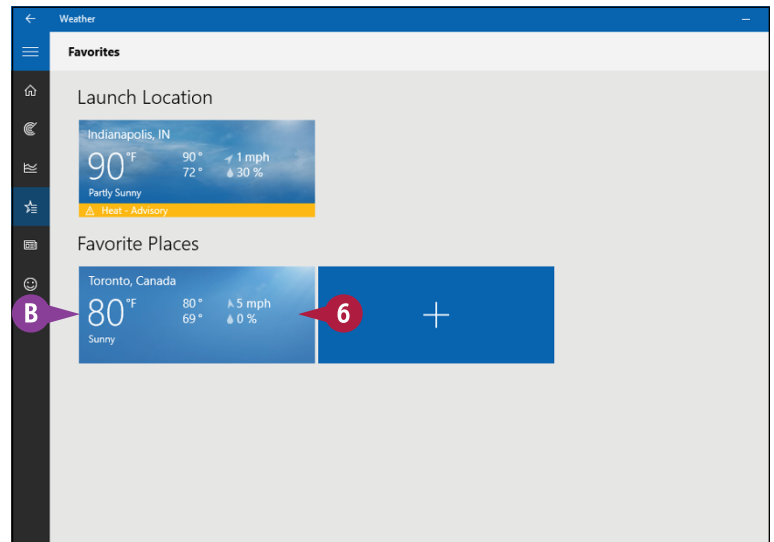 Weather
Favorites
Launch Location
Indianapolis, IN
90°F 90° 1 mph
72° 30 %
Partly Sunny
Heat - Advisory
Favorite Places
Toronto, Canada
B 80°F 80° 5 mph 6
69° 0 %
Sunny